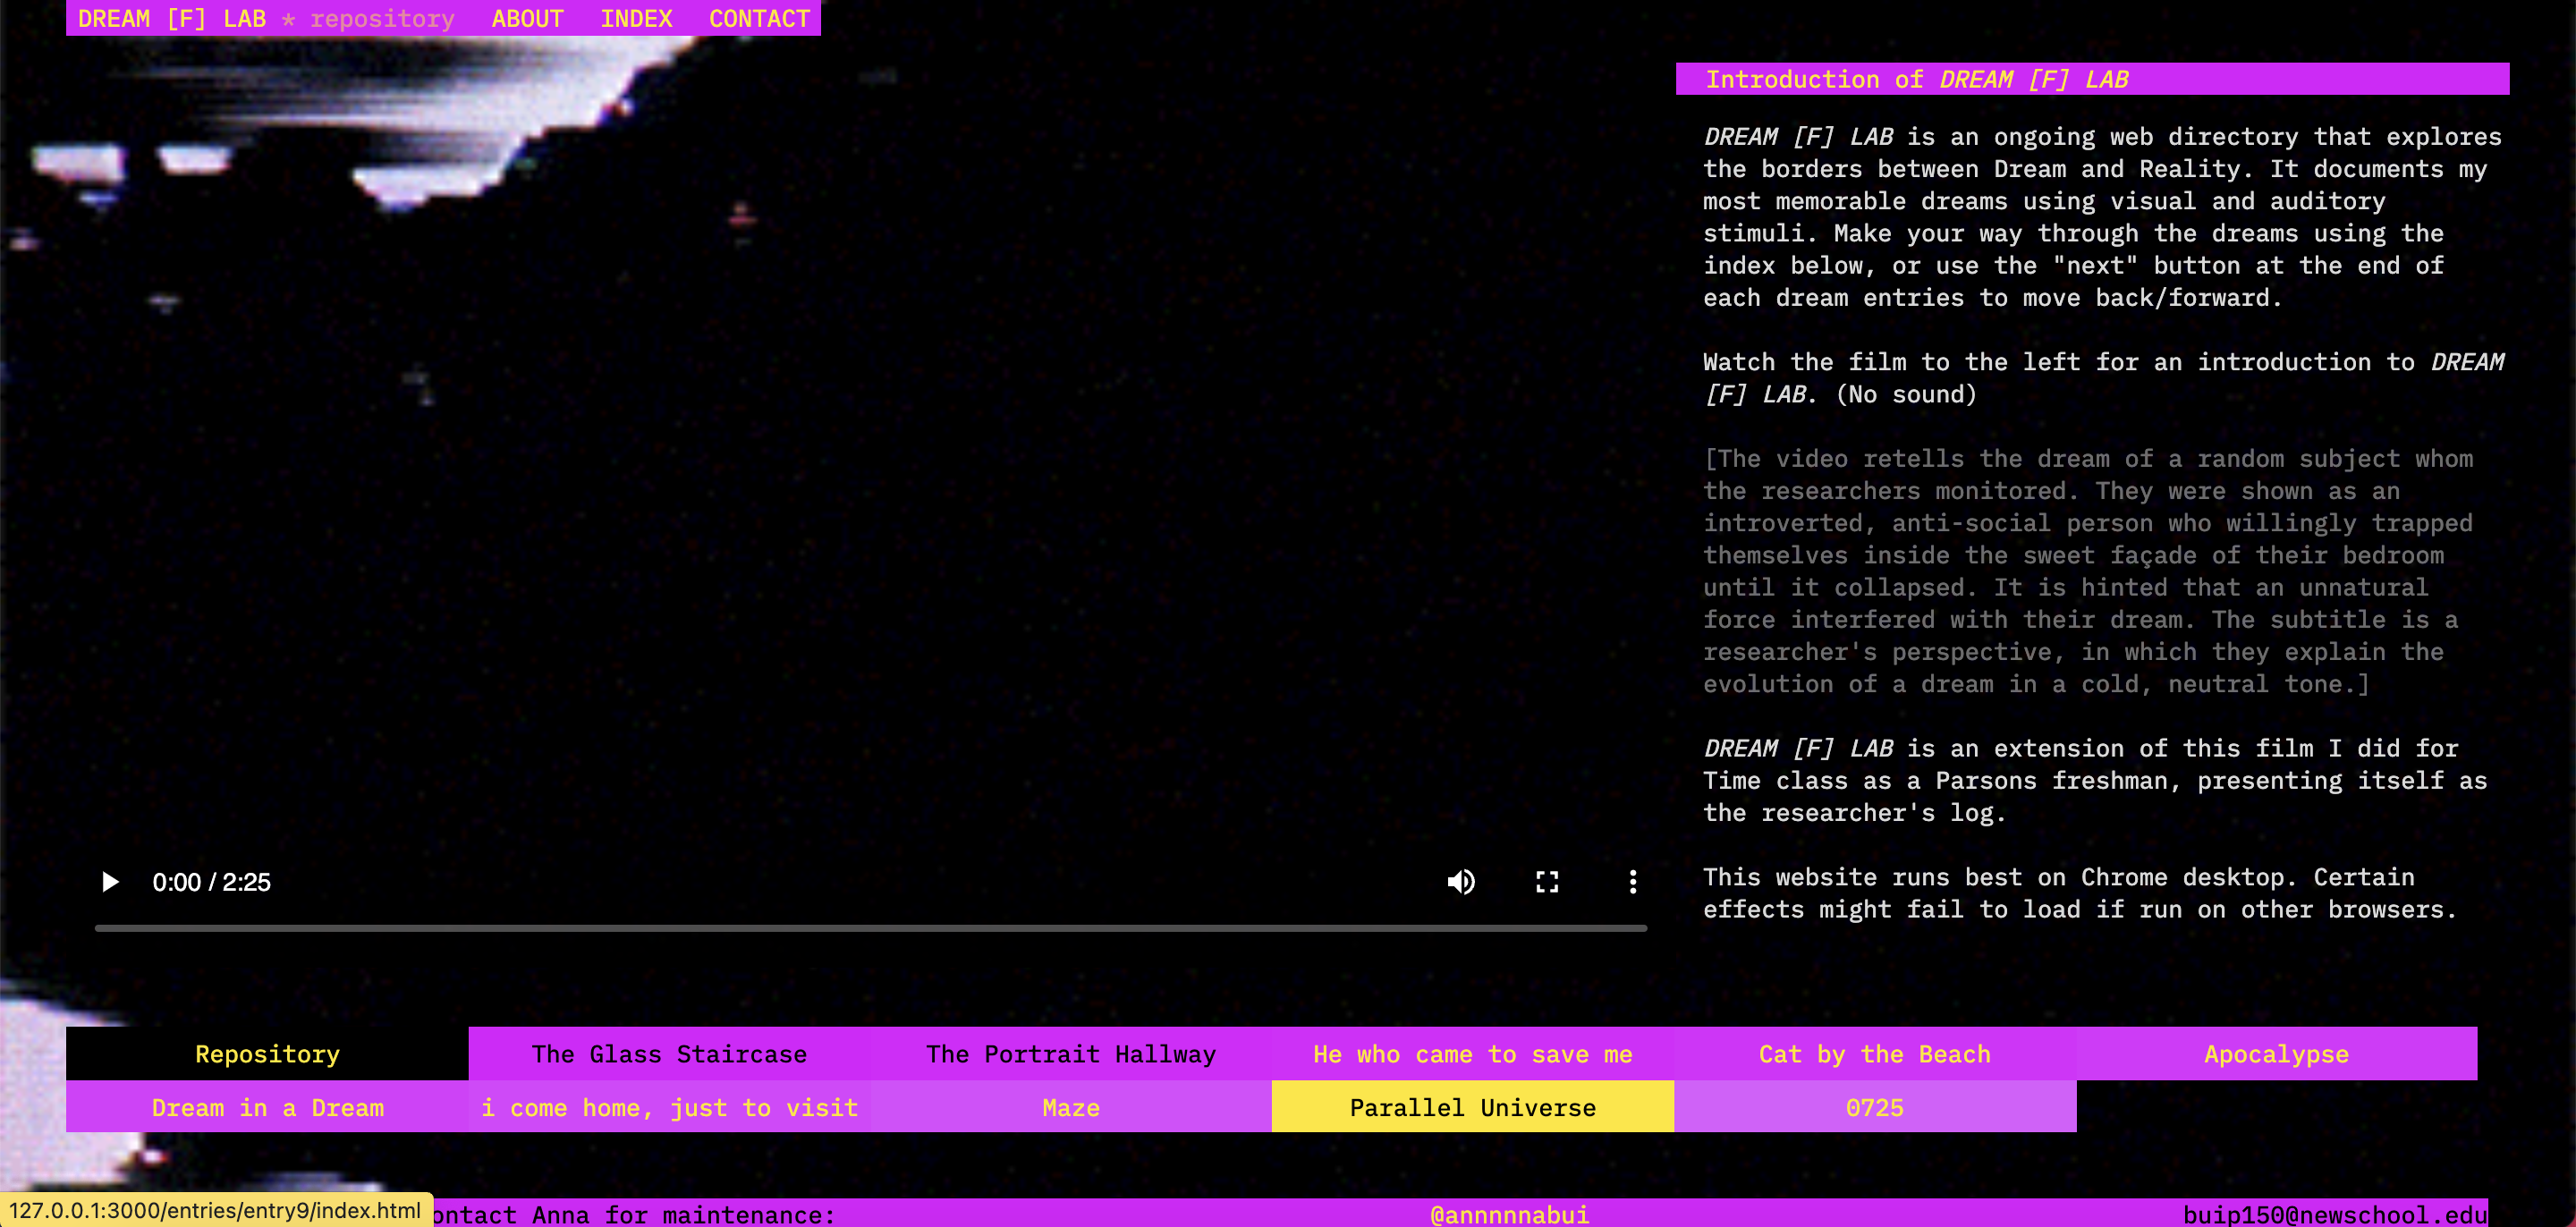 DREAM [F] LAB * repository ABOUT INDEX CONTACT
Introduction of DREAM [F] LAB
DREAM [F] LAB is an ongoing web directory that explores
the borders between Dream and Reality. It documents my
most memorable dreams using visual and auditory
stimuli. Make your way through the dreams using the
index below, or use the "next" button at the end of
each dream entries to move back/forward.
Watch the film to the left for an introduction to DREAM
[F] LAB. (No sound)
[The video retells the dream of a random subject whom
the researchers monitored. They were shown as an
introverted, anti-social person who willingly trapped
themselves inside the sweet façade of their bedroom
until it collapsed. It is hinted that an unnatural
force interfered with their dream. The subtitle is a
researcher's perspective, in which they explain the
evolution of a dream in a cold, neutral tone.]
DREAM [F] LAB is an extension of this film I did for
Time class as a Parsons freshman, presenting itself as
the researcher's log.
This website runs best on Chrome desktop. Certain
effects might fail to load if run on other browsers.
0:00 / 2:25
Repository The Glass Staircase The Portrait Hallway He who came to save me Cat by the Beach Apocalypse
Dream in a Dream i come home, just to visit Maze Parallel Universe 0725
127.0.0.1:3000/entries/entry9/index.html ontact Anna for maintenance: @annnnnabui buip150@newschool.edu